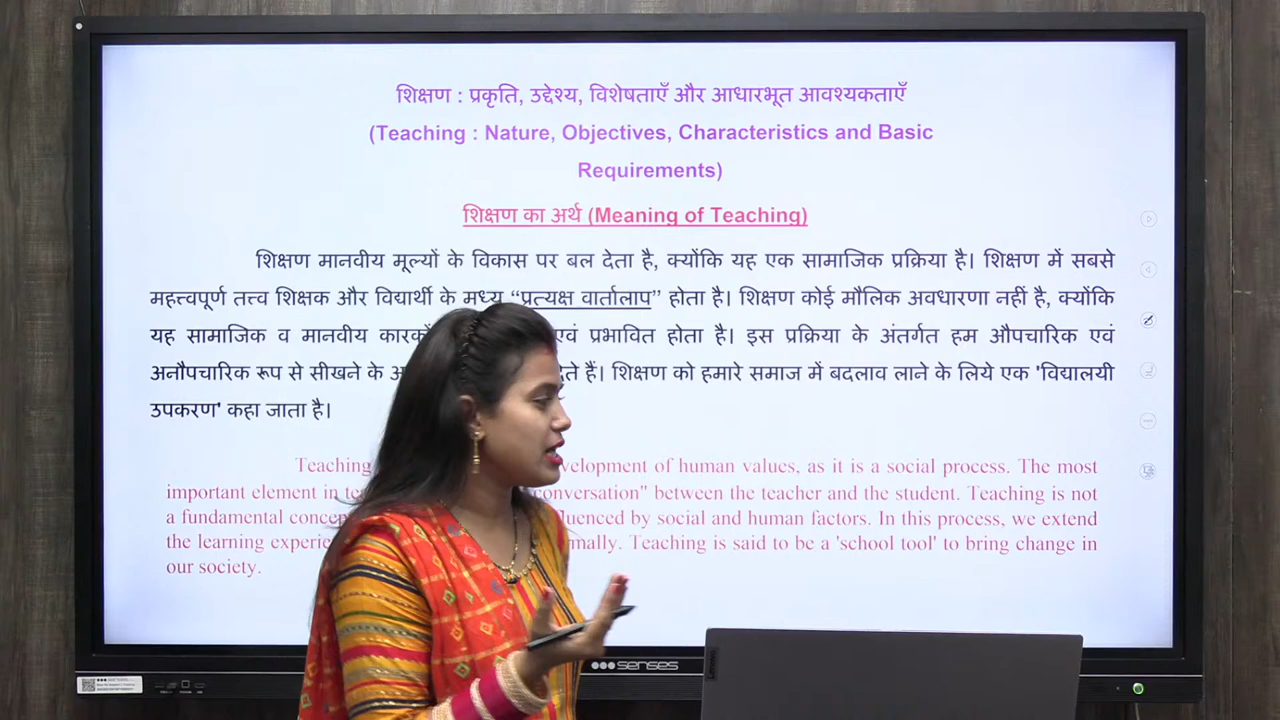 शिक्षण : प्रकृति, उद्देश्य, विशेषताएँ और आधारभूत आवश्यकताएँ
(Teaching : Nature, Objectives, Characteristics and Basic
Requirements)
शिक्षण का अर्थ (Meaning of Teaching)
शिक्षण मानवीय मूल्यों के विकास पर बल देता है, क्योंकि यह एक सामाजिक प्रक्रिया है। शिक्षण में सबसे
महत्त्वपूर्ण तत्त्व शिक्षक और विद्यार्थी के मध्य “प्रत्यक्ष वार्तालाप” होता है। शिक्षण कोई मौलिक अवधारणा नहीं है, क्योंकि
यह सामाजिक व मानवीय एवं प्रभावित होता है। इस प्रक्रिया के अंतर्गत हम औपचारिक एवं
अनौपचारिक रूप से सीखने के हैं। शिक्षण को हमारे समाज में बदलाव लाने के लिये एक 'विद्यालयी
उपकरण' कहा जाता है।
Teaching of human values, as it is a social process. The most
important element in conversation" between the teacher and the student. Teaching is not
a fundamental by social and human factors. In this process, we extend
the learning Teaching is said to be a 'school tool' to bring change in
our society.
senses
Lenovo